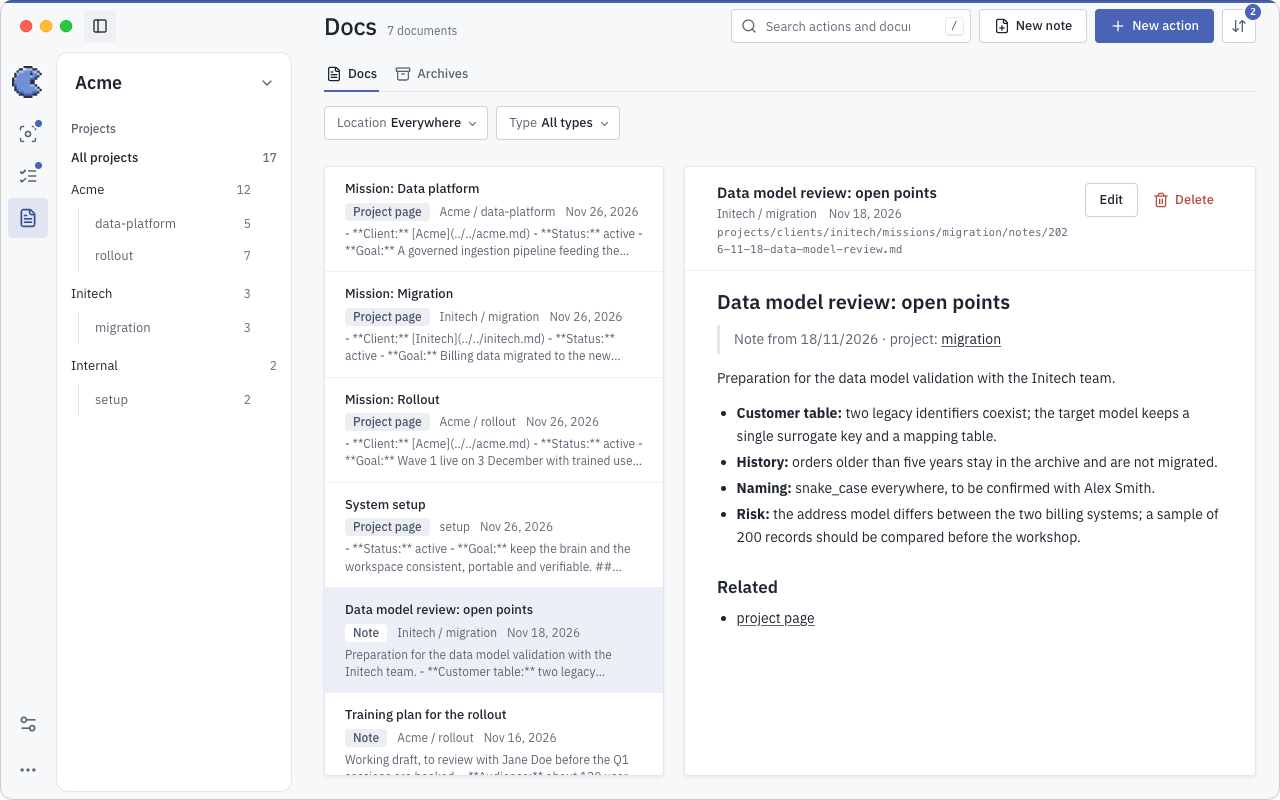 Docs 7 documents
Search actions and docu /
New note
New action
2
Acme
Projects
All projects 17
Acme 12
data-platform 5
rollout 7
Initech 3
migration 3
Internal 2
setup 2
Docs
Archives
Location Everywhere
Type All types
Mission: Data platform
Project page Acme / data-platform Nov 26, 2026
- **Client:** [Acme](../../acme.md) - **Status:** active -
**Goal:** A governed ingestion pipeline feeding the…
Mission: Migration
Project page Initech / migration Nov 26, 2026
- **Client:** [Initech](../../initech.md) - **Status:**
active - **Goal:** Billing data migrated to the new…
Mission: Rollout
Project page Acme / rollout Nov 26, 2026
- **Client:** [Acme](../../acme.md) - **Status:** active -
**Goal:** Wave 1 live on 3 December with trained use…
System setup
Project page setup Nov 26, 2026
- **Status:** active - **Goal:** keep the brain and the
workspace consistent, portable and verifiable. ##…
Data model review: open points
Note Initech / migration Nov 18, 2026
Preparation for the data model validation with the
Initech team. - **Customer table:** two legacy…
Training plan for the rollout
Note Acme / rollout Nov 16, 2026
Working draft, to review with Jane Doe before the Q1
Data model review: open points
Initech / migration Nov 18, 2026
projects/clients/initech/missions/migration/notes/202
6-11-18-data-model-review.md
Edit
Delete
Data model review: open points
Note from 18/11/2026 · project: migration
Preparation for the data model validation with the Initech team.
• Customer table: two legacy identifiers coexist; the target model keeps a
single surrogate key and a mapping table.
• History: orders older than five years stay in the archive and are not migrated.
• Naming: snake_case everywhere, to be confirmed with Alex Smith.
• Risk: the address model differs between the two billing systems; a sample of
200 records should be compared before the workshop.
Related
• project page